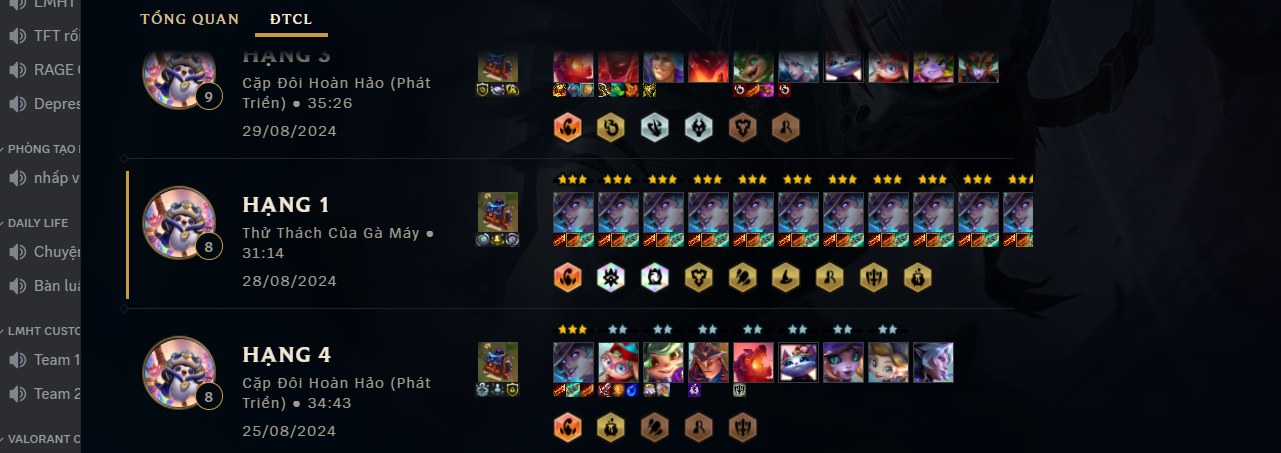 LMHT
TFT rối
RAGE
Depres
PHÒNG TẠO
nhấp v
DAILY LIFE
Chuyện
Bàn luậ
LMHT CUSTO
Team 1
Team 2
VALORANT C
TỔNG QUAN ĐTCL
HẠNG 3
Cặp Đôi Hoàn Hảo (Phát
Triển) ● 35:26
29/08/2024
9
HẠNG 1
Thử Thách Của Gà Máy ●
31:14
28/08/2024
8
HẠNG 4
Cặp Đôi Hoàn Hảo (Phát
Triển) ● 34:43
25/08/2024
8